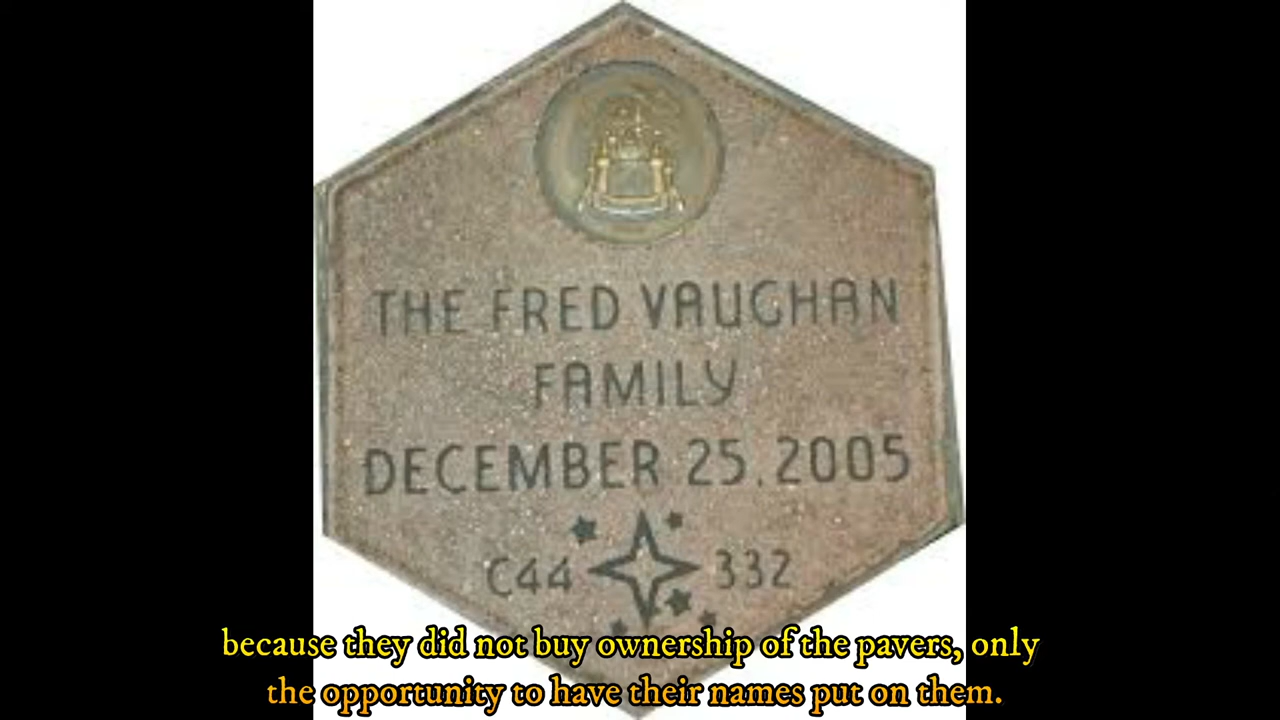 THE FRED VAUGHAN
FAMILY
DECEMBER 25, 2005
C44 332
because they did not buy ownership of the pavers, only
the opportunity to have their names put on them.